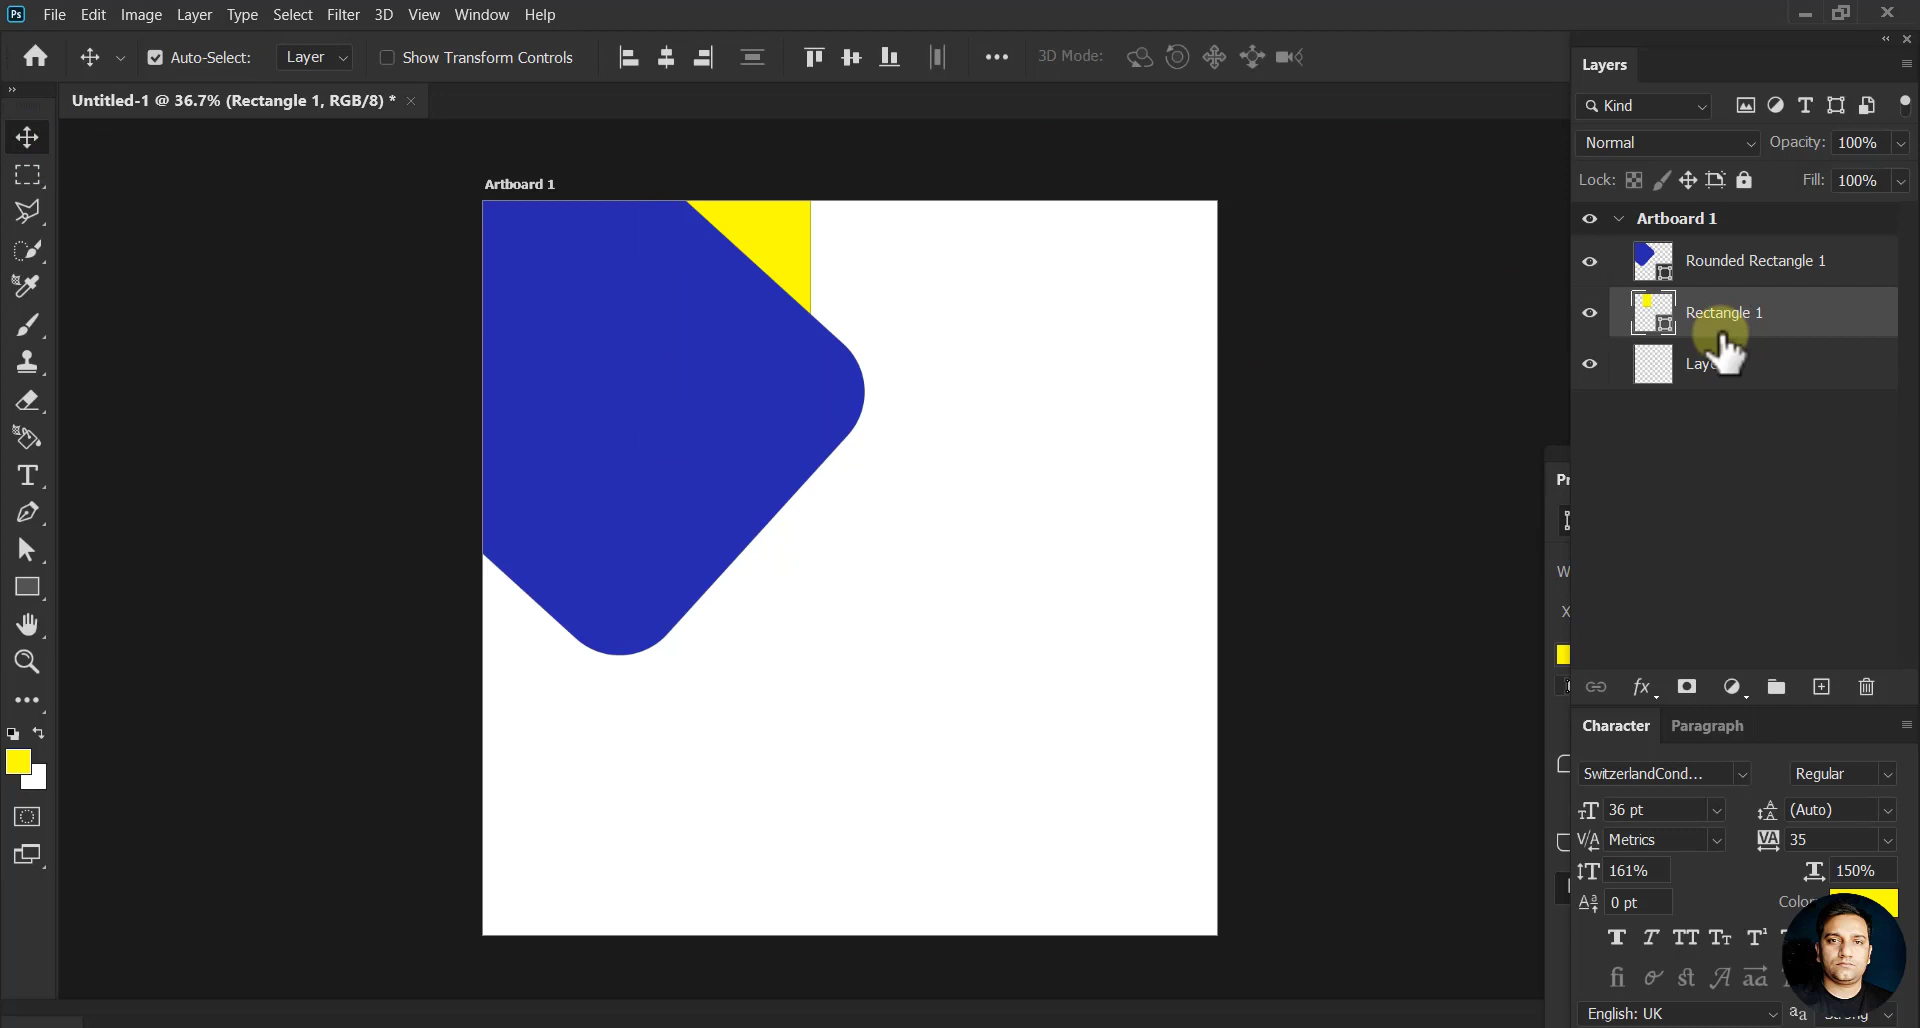 Ps File Edit Image Layer Type Select Filter 3D View Window Help
Auto-Select: Layer Show Transform Controls 3D Mode:
Layers
Untitled-1 @ 36.7% (Rectangle 1, RGB/8) *
Kind
Normal Opacity: 100%
Lock: Fill: 100%
Artboard 1
Artboard 1
Rounded Rectangle 1
Rectangle 1
fx
Character Paragraph
SwitzerlandCond... Regular
36 pt (Auto)
Metrics 35
161% 150%
0 pt
English: UK